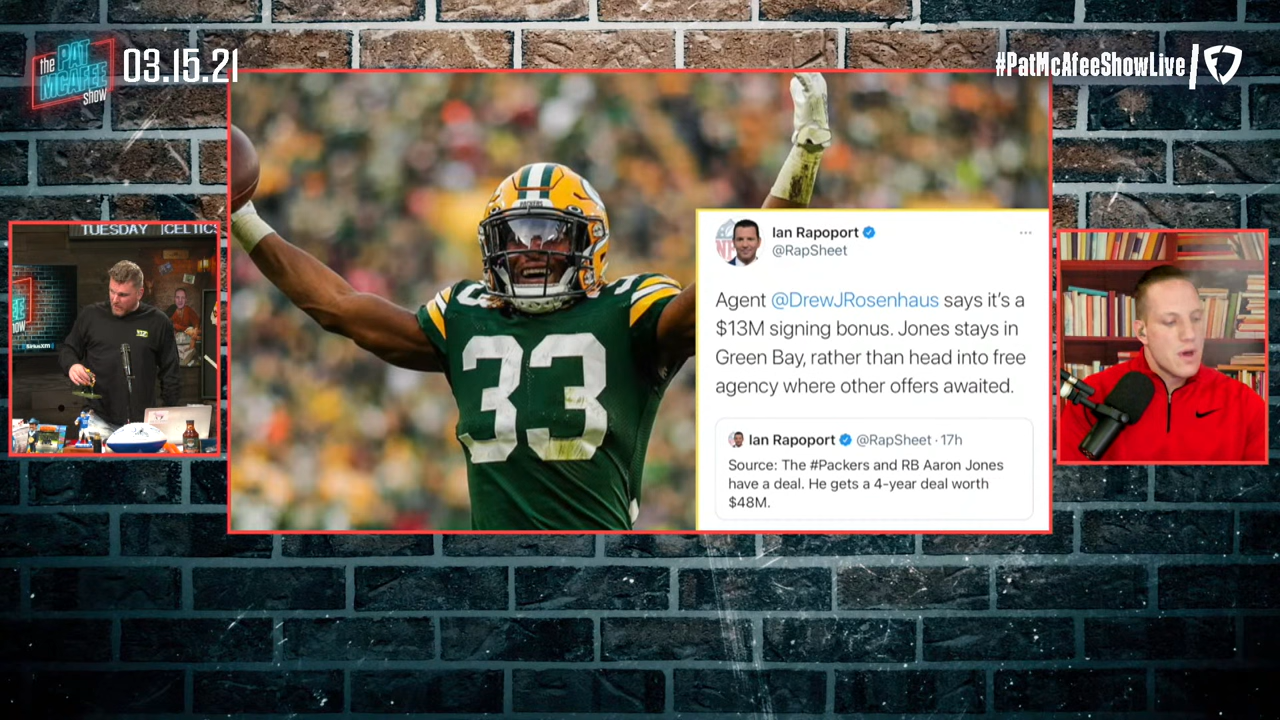 the
PAT
MCAFEE
show
03.15.21
#PatMcAfeeShowLive
TUESDAY CELTICS
SiriusXM
PACKERS
33
Ian Rapoport
@RapSheet
Agent @DrewJRosenhaus says it's a
$13M signing bonus. Jones stays in
Green Bay, rather than head into free
agency where other offers awaited.
Ian Rapoport @RapSheet · 17h
Source: The #Packers and RB Aaron Jones
have a deal. He gets a 4-year deal worth
$48M.